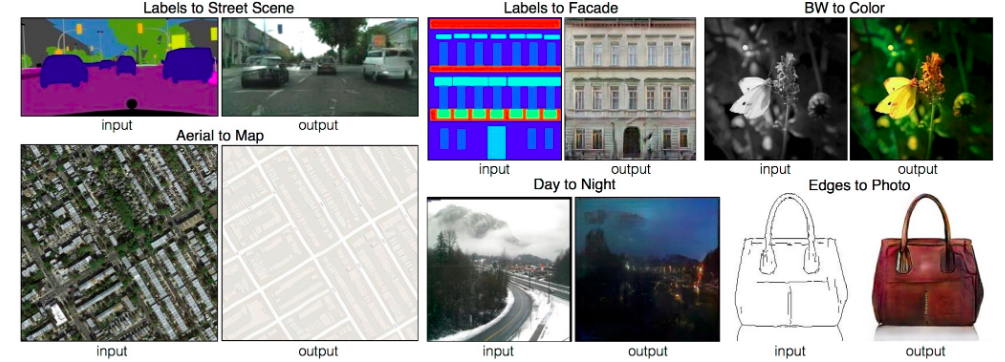 Labels to Street Scene
input
output
Aerial to Map
input
output
Labels to Facade
input
output
BW to Color
input
output
Day to Night
input
output
Edges to Photo
input
output